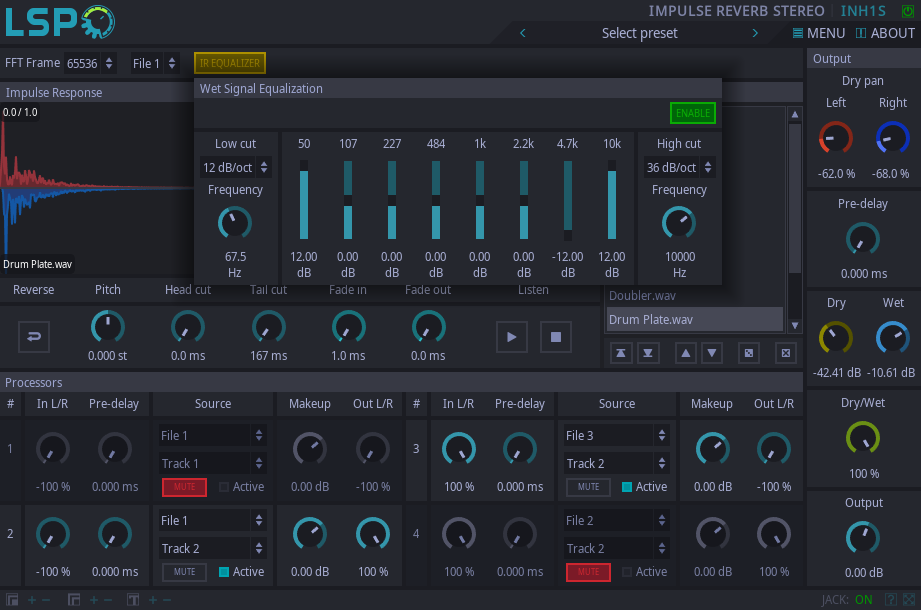 LSP IMPULSE REVERB STEREO INH1S
< Select preset > MENU ABOUT
FFT Frame 65536 File 1 IR EQUALIZER
Output
Impulse Response
Wet Signal Equalization
Dry pan
Left Right
0.0 / 1.0
ENABLE
-62.0 % -68.0 %
Low cut 50 107 227 484 1k 2.2k 4.7k 10k High cut
12 dB/oct 36 dB/oct
Frequency Frequency
67.5 12.00 0.00 0.00 0.00 0.00 0.00 -12.00 12.00 10000
Hz dB dB dB dB dB dB dB dB Hz
Pre-delay
0.000 ms
Drum Plate.wav
Reverse Pitch Head cut Tail cut Fade in Fade out Listen
Doubler.wav
Drum Plate.wav
0.000 st 0.0 ms 167 ms 1.0 ms 0.0 ms
Dry Wet
-42.41 dB -10.61 dB
Processors
# In L/R Pre-delay Source Makeup Out L/R # In L/R Pre-delay Source Makeup Out L/R
Dry/Wet
100 %
1 File 1
Track 1
-100 % 0.000 ms MUTE Active 0.00 dB -100 %
3 File 3
Track 2
100 % 0.000 ms MUTE Active 0.00 dB -100 %
2 File 1
Track 2
-100 % 0.000 ms MUTE Active 0.00 dB 100 %
4 File 2
Track 2
100 % 0.000 ms MUTE Active 0.00 dB 100 %
Output
0.00 dB
T JACK: ON ?